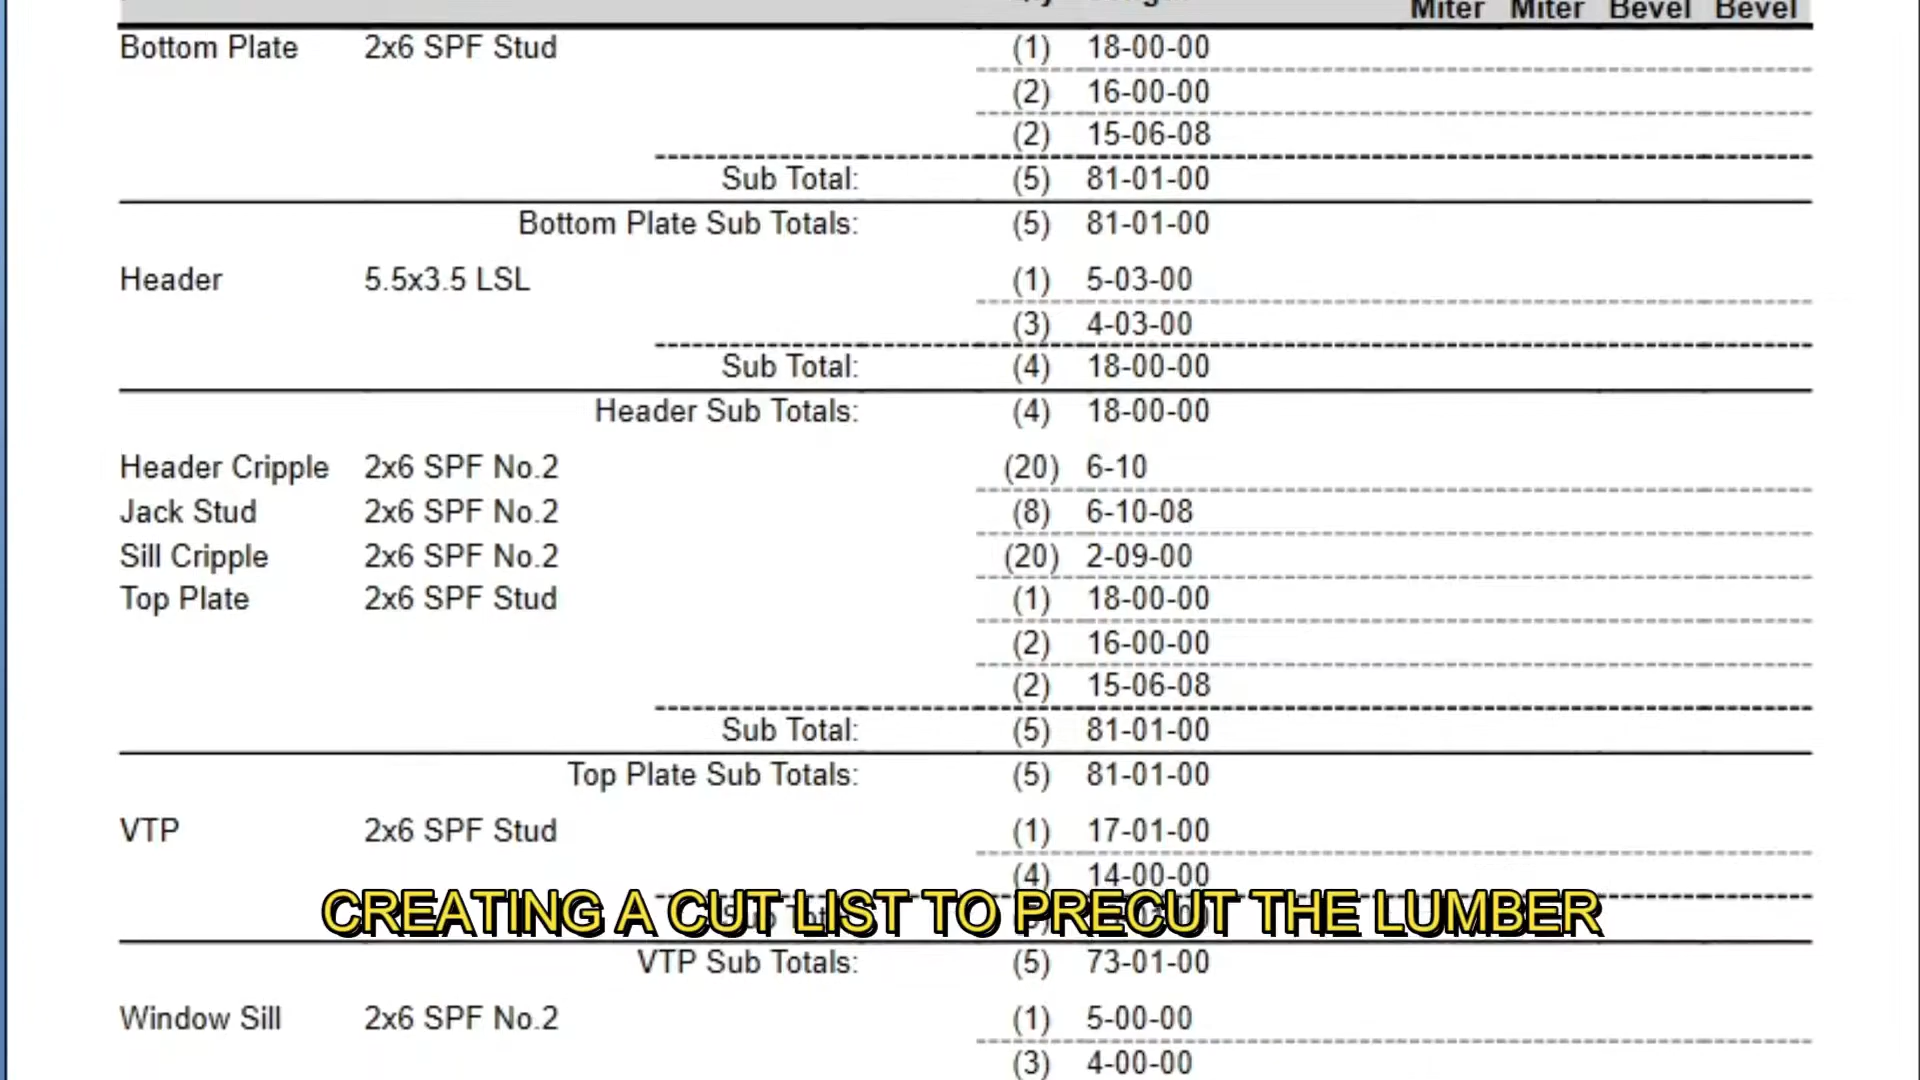 Miter Miter Bevel Bevel
Bottom Plate 2x6 SPF Stud (1) 18-00-00
(2) 16-00-00
(2) 15-06-08
Sub Total: (5) 81-01-00
Bottom Plate Sub Totals: (5) 81-01-00
Header 5.5x3.5 LSL (1) 5-03-00
(3) 4-03-00
Sub Total: (4) 18-00-00
Header Sub Totals: (4) 18-00-00
Header Cripple 2x6 SPF No.2 (20) 6-10
Jack Stud 2x6 SPF No.2 (8) 6-10-08
Sill Cripple 2x6 SPF No.2 (20) 2-09-00
Top Plate 2x6 SPF Stud (1) 18-00-00
(2) 16-00-00
(2) 15-06-08
Sub Total: (5) 81-01-00
Top Plate Sub Totals: (5) 81-01-00
VTP 2x6 SPF Stud (1) 17-01-00
(4) 14-00-00
CREATING A CUT LIST TO PRECUT THE LUMBER
VTP Sub Totals: (5) 73-01-00
Window Sill 2x6 SPF No.2 (1) 5-00-00
(3) 4-00-00